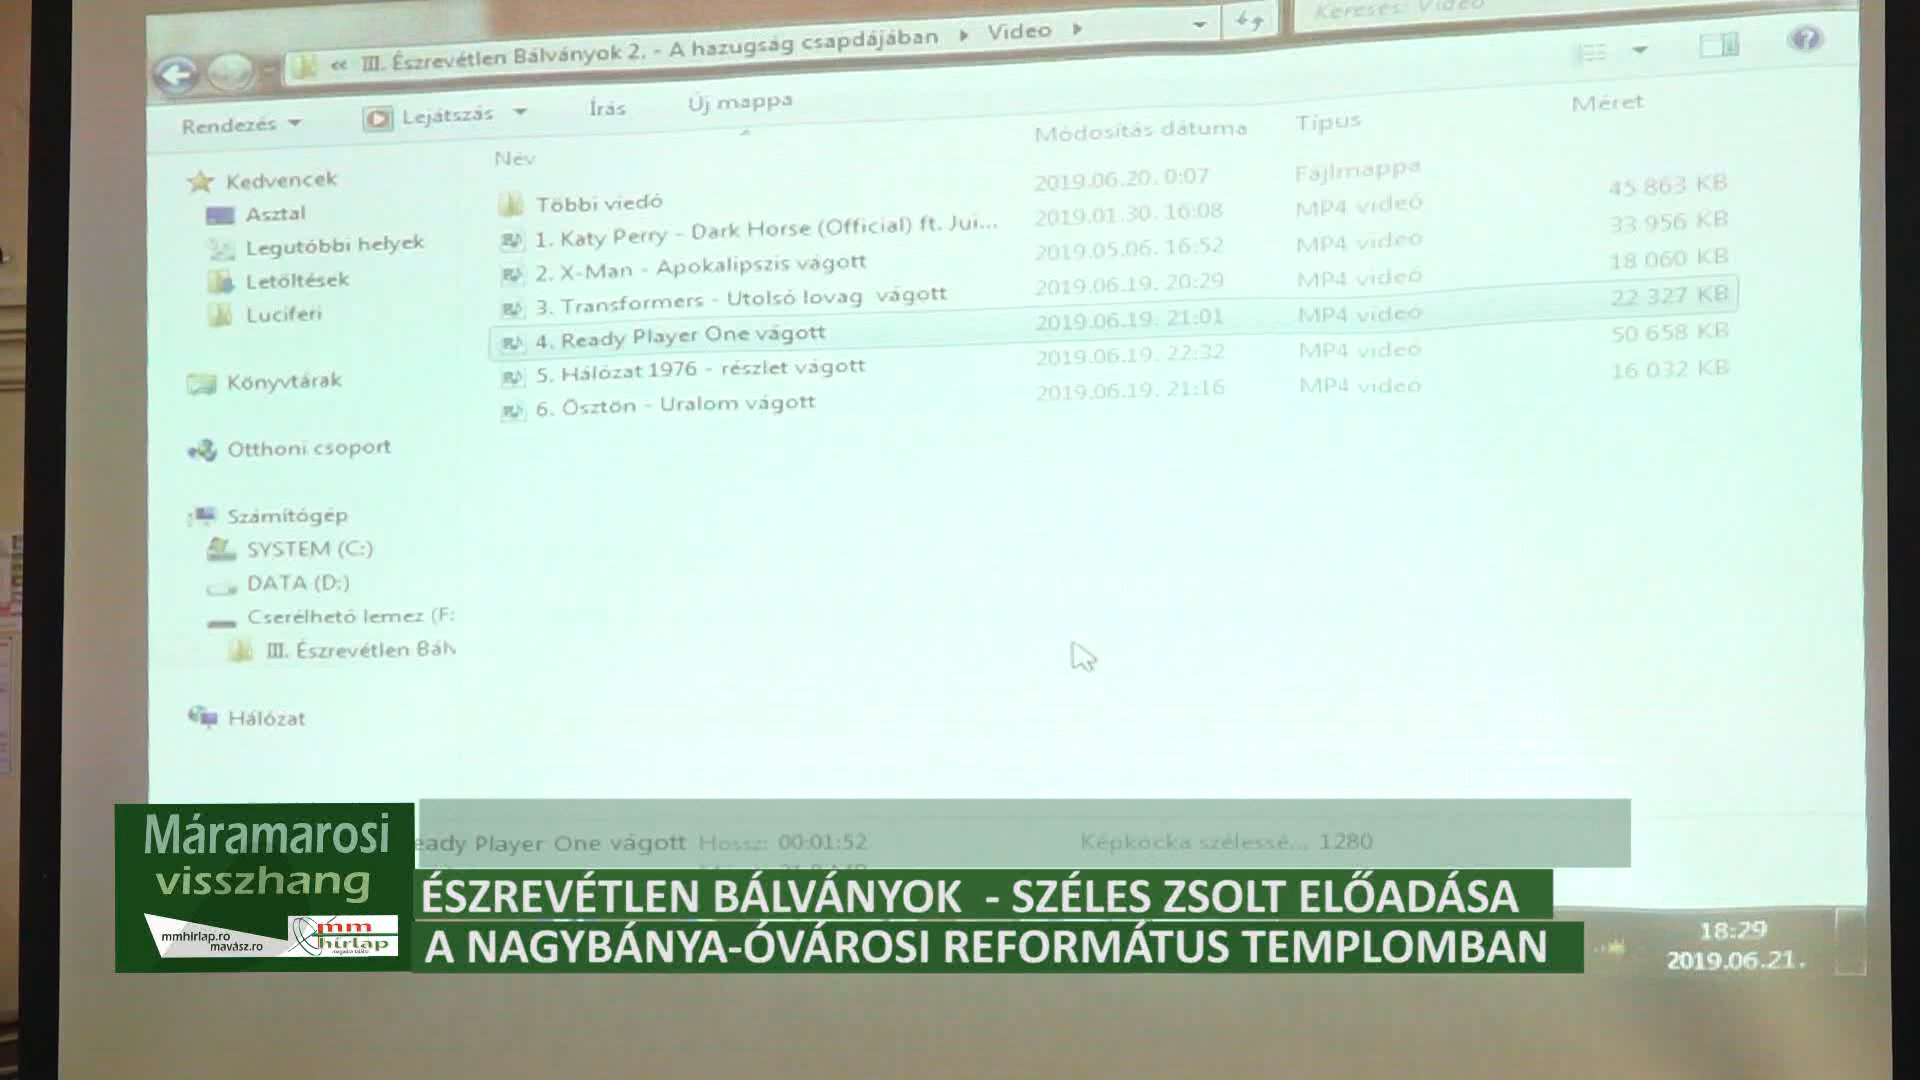 « III. Észrevétlen Bálványok 2. - A hazugság csapdájában ▸ Video ▸
Keresés: Video
Rendezés
Lejátszás
Írás
Új mappa
Név
Módosítás dátuma
Típus
Méret
Többi viedó
2019.06.20. 0:07
Fájlmappa
1. Katy Perry - Dark Horse (Official) ft. Jui...
2019.01.30. 16:08
MP4 videó
45 863 KB
2. X-Man - Apokalipszis vágott
2019.05.06. 16:52
MP4 videó
33 956 KB
3. Transformers - Utolsó lovag vágott
2019.06.19. 20:29
MP4 videó
18 060 KB
4. Ready Player One vágott
2019.06.19. 21:01
MP4 videó
22 327 KB
5. Hálózat 1976 - részlet vágott
2019.06.19. 22:32
MP4 videó
50 658 KB
6. Ösztön - Uralom vágott
2019.06.19. 21:16
MP4 videó
16 032 KB
Kedvencek
Asztal
Legutóbbi helyek
Letöltések
Luciferi
Könyvtárak
Otthoni csoport
Számítógép
SYSTEM (C:)
DATA (D:)
Cserélhető lemez (F:
III. Észrevétlen Bálv
Hálózat
eady Player One vágott Hossz: 00:01:52
Képkocka szélessé... 1280
Máramarosi
visszhang
mmhirlap.ro
mavász.ro
mm
hírlap
ÉSZREVÉTLEN BÁLVÁNYOK - SZÉLES ZSOLT ELŐADÁSA
A NAGYBÁNYA-ÓVÁROSI REFORMÁTUS TEMPLOMBAN
18:29
2019.06.21.